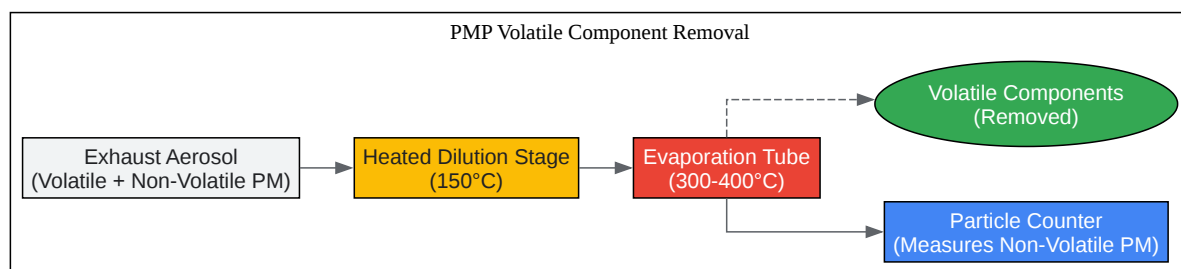 PMP Volatile Component Removal
Exhaust Aerosol
(Volatile + Non-Volatile PM)
Heated Dilution Stage
(150°C)
Evaporation Tube
(300-400°C)
Volatile Components
(Removed)
Particle Counter
(Measures Non-Volatile PM)